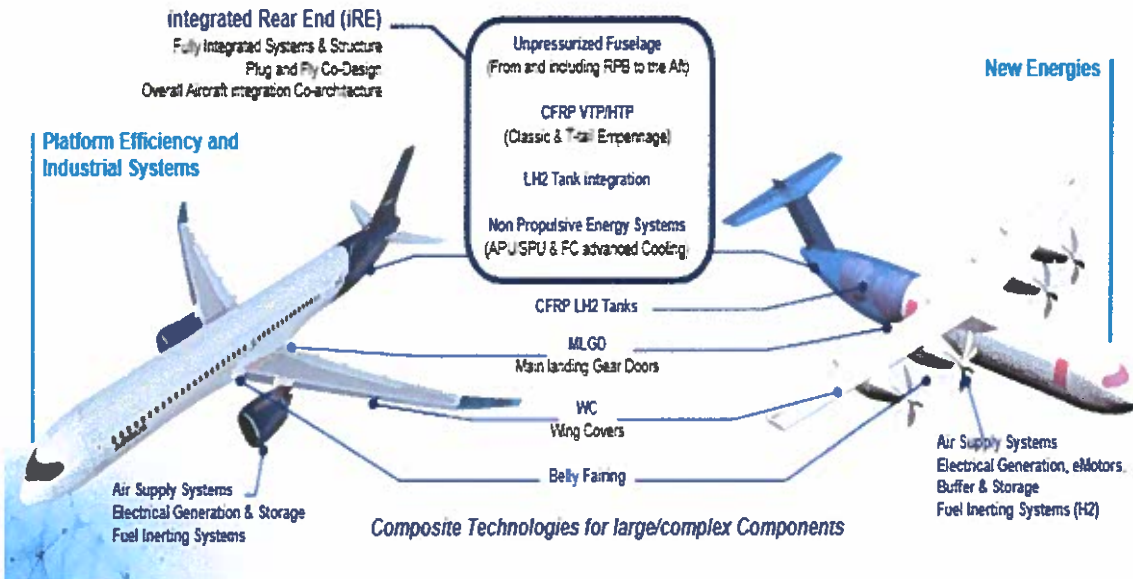 integrated Rear End (iRE)
Fully Integrated Systems & Structure
Plug and Fly Co-Design
Overall Aircraft integration Co-architecture
Unpressurized Fuselage
(From and including RPB to the Aft)
CFRP VTP/HTP
(Classic & T-tail Empennage)
LH2 Tank integration
Non Propulsive Energy Systems
(APU/SPU & FC advanced Cooling)
New Energies
Platform Efficiency and
Industrial Systems
CFRP LH2 Tanks
MLGD
Main landing Gear Doors
WC
Wing Covers
Belly Fairing
Air Supply Systems
Electrical Generation & Storage
Fuel Inerting Systems
Air Supply Systems
Electrical Generation, eMotors,
Buffer & Storage
Fuel Inerting Systems (H2)
Composite Technologies for large/complex Components